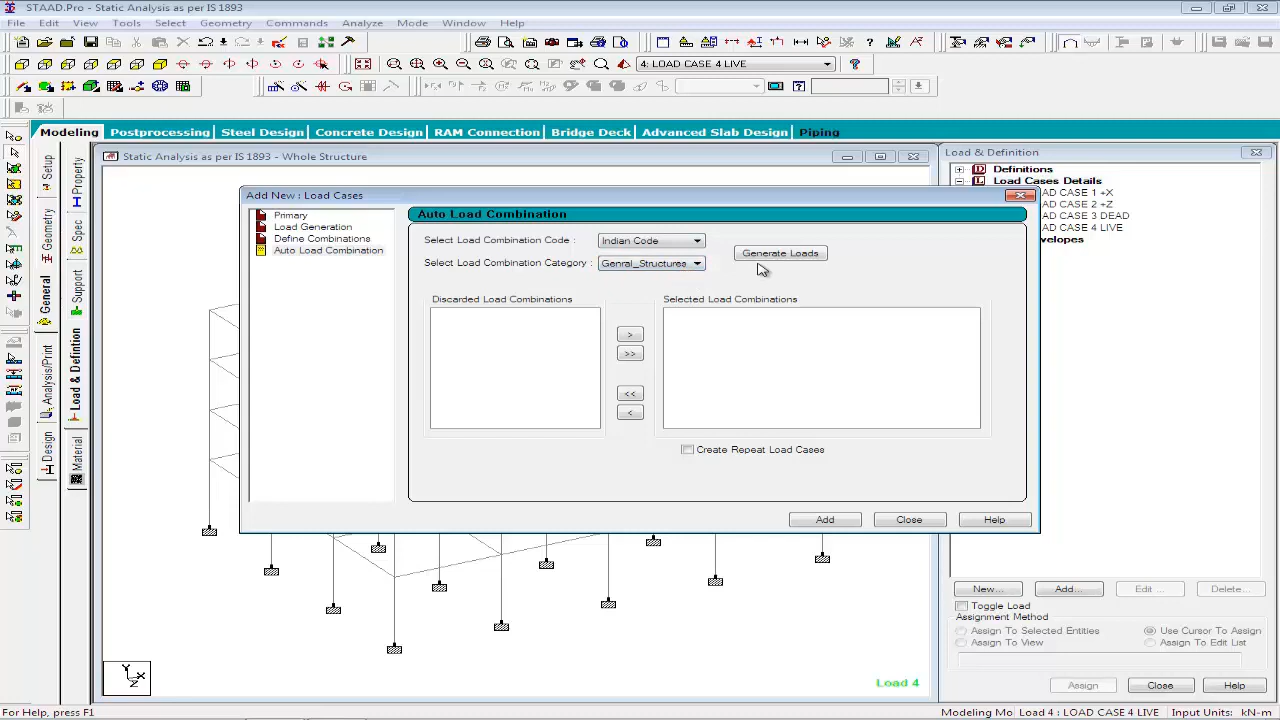 STAAD.Pro - Static Analysis as per IS 1893
File Edit View Tools Select Geometry Commands Analyze Mode Window Help
4: LOAD CASE 4 LIVE
Modeling Postprocessing Steel Design Concrete Design RAM Connection Bridge Deck Advanced Slab Design Piping
Static Analysis as per IS 1893 - Whole Structure
Load & Definition
Definitions
Load Cases Details
OAD CASE 1 +X
OAD CASE 2 +Z
OAD CASE 3 DEAD
OAD CASE 4 LIVE
velopes
Setup
Geometry
General
Analysis/Print
Design
Property
Spec
Support
Load & Definition
Material
Add New : Load Cases
Primary
Load Generation
Define Combinations
Auto Load Combination
Auto Load Combination
Select Load Combination Code : Indian Code
Select Load Combination Category : Genral_Structures
Generate Loads
Discarded Load Combinations
Selected Load Combinations
>
>>
<<
<
Create Repeat Load Cases
Add Close Help
New... Add... Edit ... Delete...
Toggle Load
Assignment Method
Assign To Selected Entities Use Cursor To Assign
Assign To View Assign To Edit List
Assign Close Help
Y X Z
Load 4
For Help, press F1
Modeling Mo Load 4 : LOAD CASE 4 LIVE Input Units: kN-m